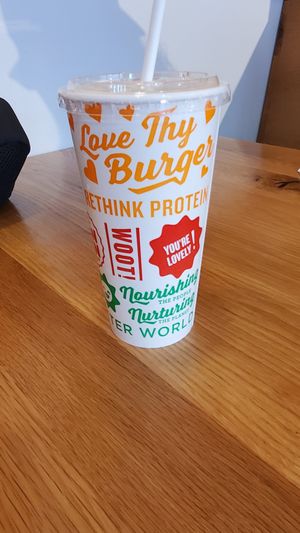 Love Thy
Burger
RETHINK PROTEIN
WOOT!
YOU'RE
LOVELY!
Nourishing
THE PEOPLE
Nurturing
THE PLANET
TER WORLD